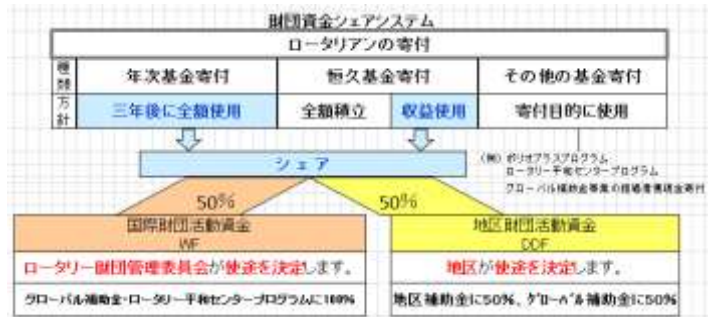 財団資金シェアシステム
ロータリアンの寄付
種類 年次基金寄付 恒久基金寄付 その他の基金寄付
方針 三年後に全額使用 全額積立 収益使用 寄付目的に使用
シェア
(例) ポリオプラスプログラム
ロータリー平和センタープログラム
グローバル補助金事業の提唱者現金寄付
50% 50%
国際財団活動資金 地区財団活動資金
WF DDF
ロータリー財団管理委員会が使途を決定します。 地区が使途を決定します。
グローバル補助金・ロータリー平和センタープログラムに100% 地区補助金に50%、グローバル補助金に50%